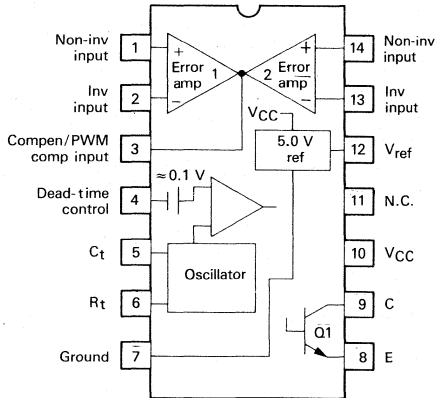 Non-inv input
1
+
Error amp 1
2 Error amp
+
14
Non-inv input
Inv input
2
−
−
13
Inv input
VCC
Compen/PWM comp input
3
5.0 V ref
12
Vref
≈0.1 V
Dead-time control
4
11
N.C.
Ct
5
Oscillator
10
VCC
Rt
6
9
C
Q1
Ground
7
8
E